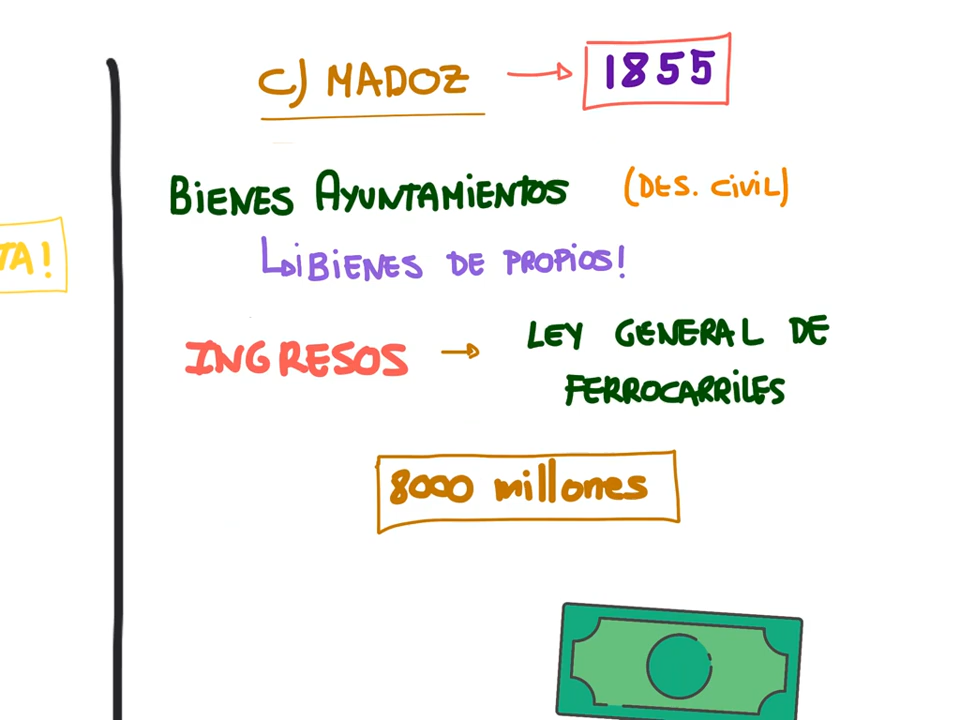 C) MADOZ → 1855
BIENES AYUNTAMIENTOS (DES. CIVIL)
¡BIENES DE PROPIOS!
TA!
INGRESOS → LEY GENERAL DE
FERROCARRILES
8000 millones